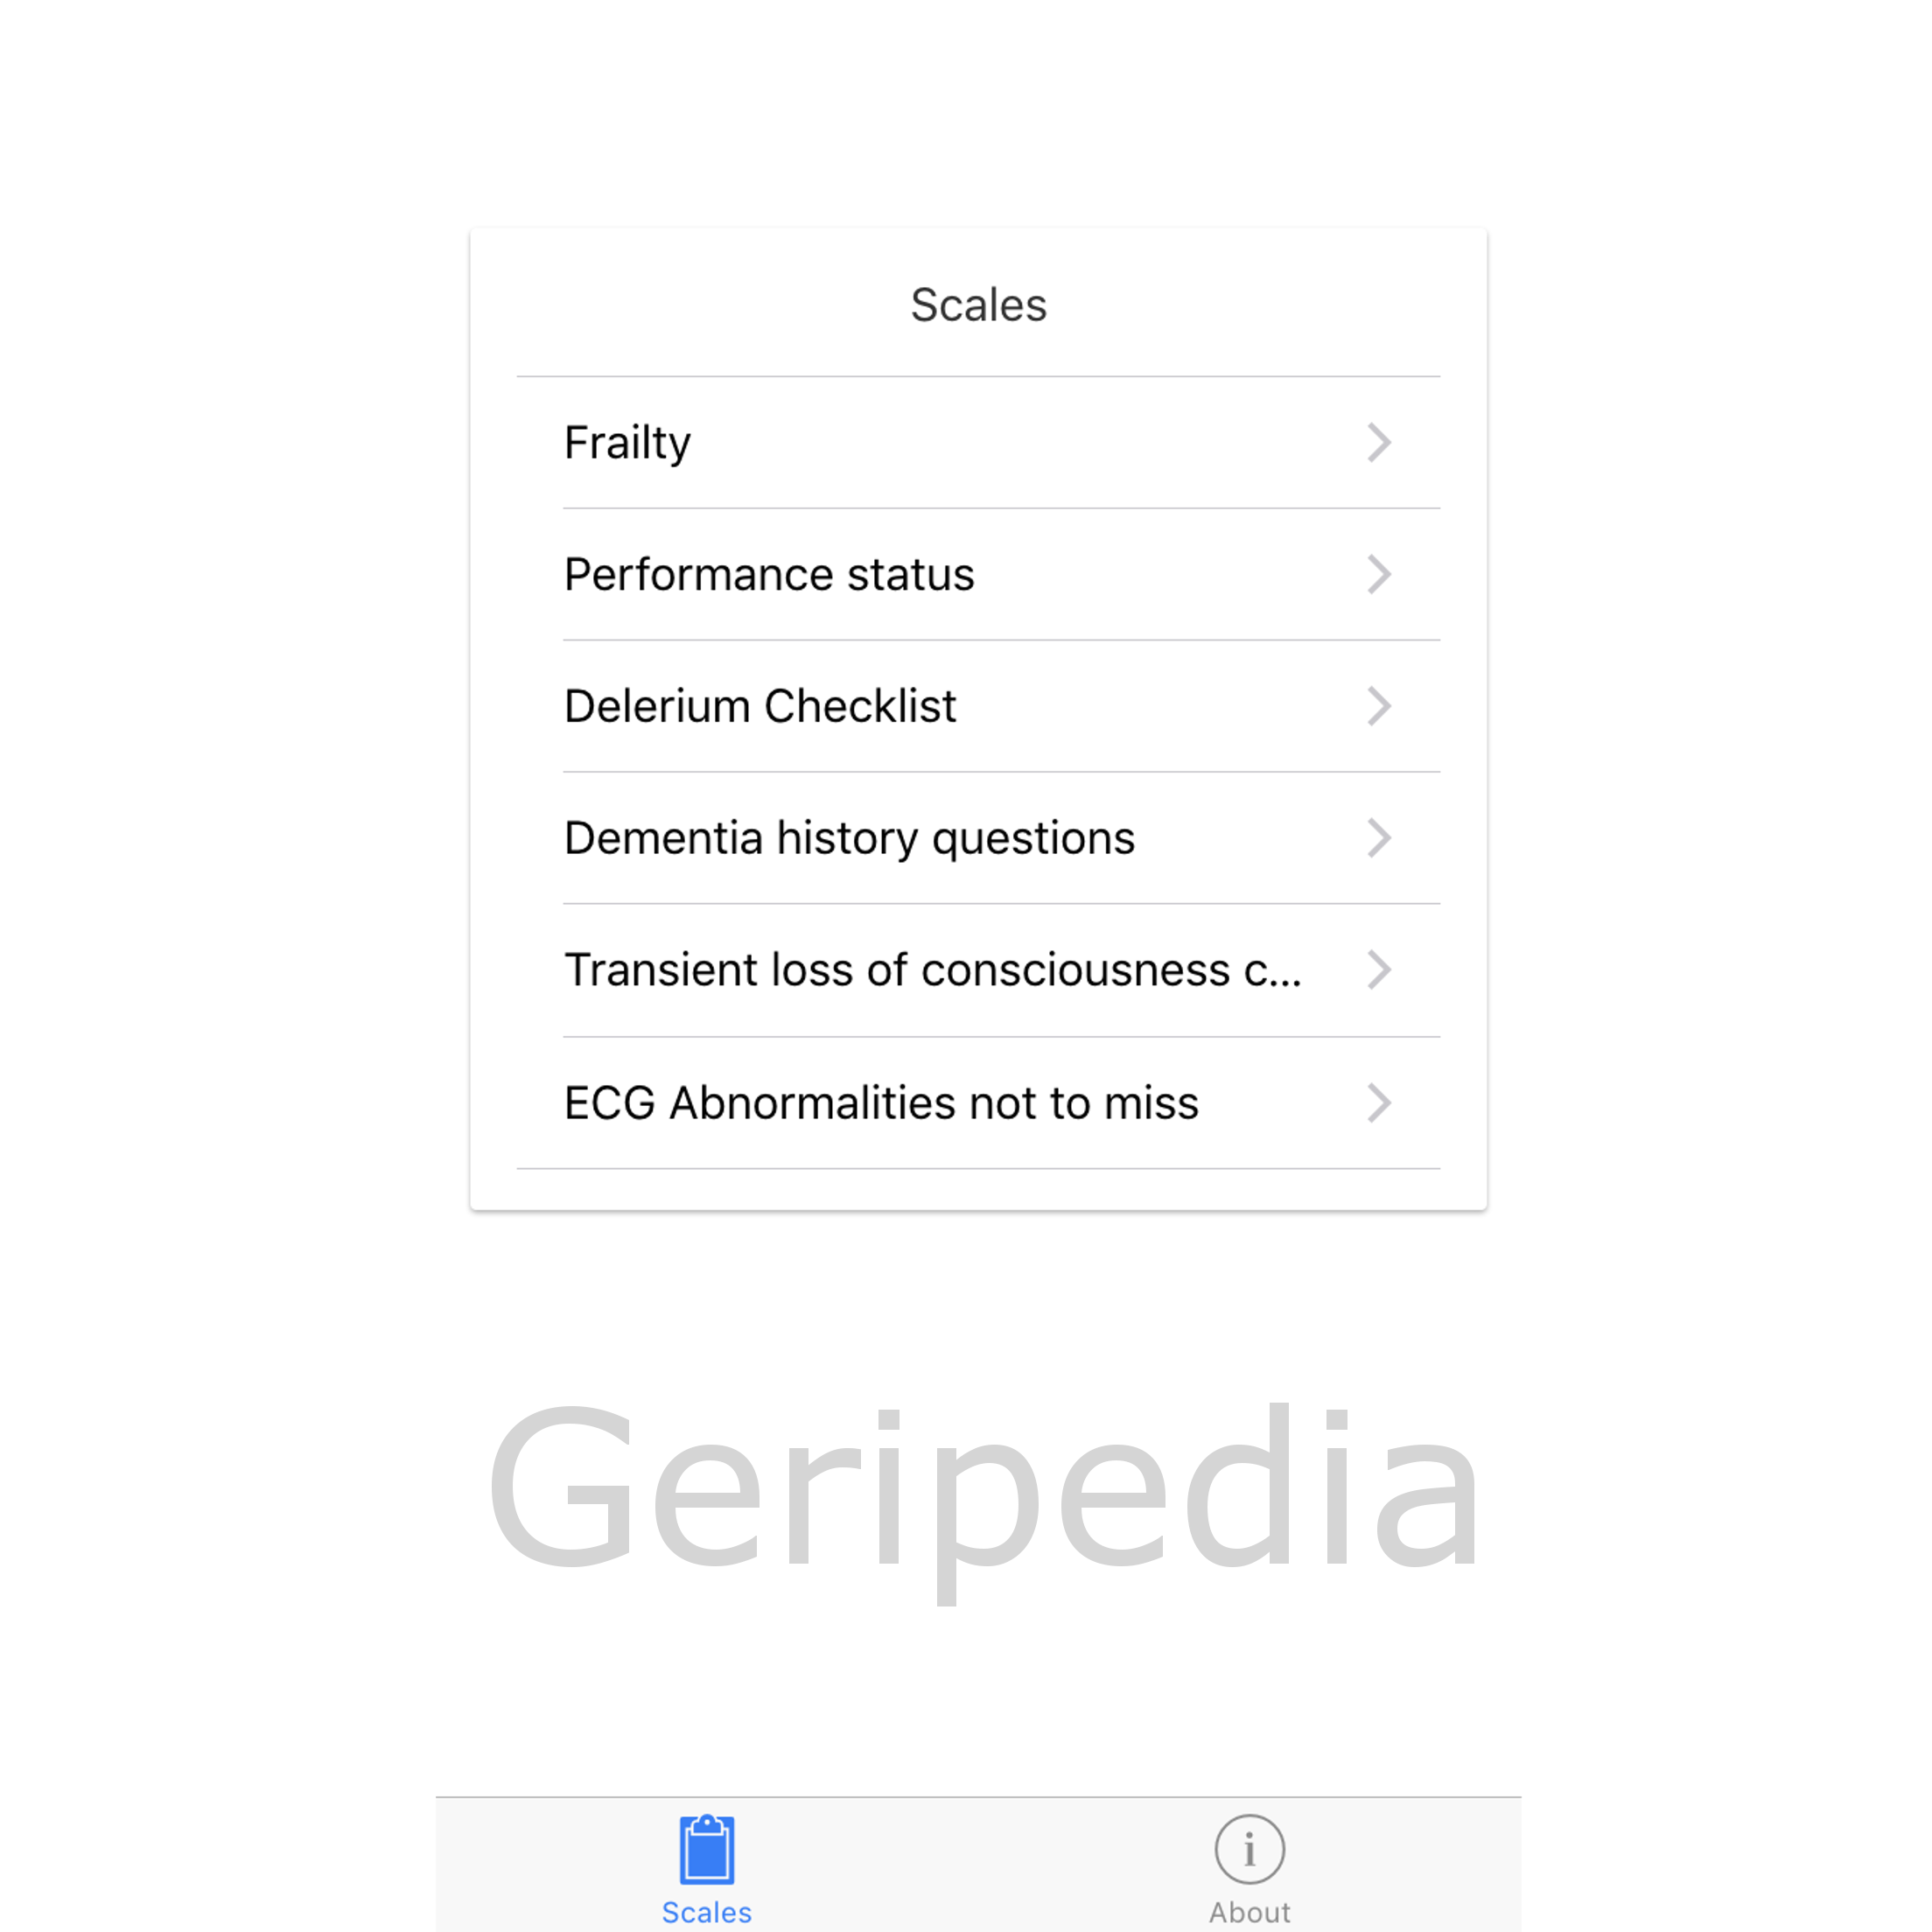 Scales
Frailty
Performance status
Delerium Checklist
Dementia history questions
Transient loss of consciousness c...
ECG Abnormalities not to miss
Geripedia
Scales
About